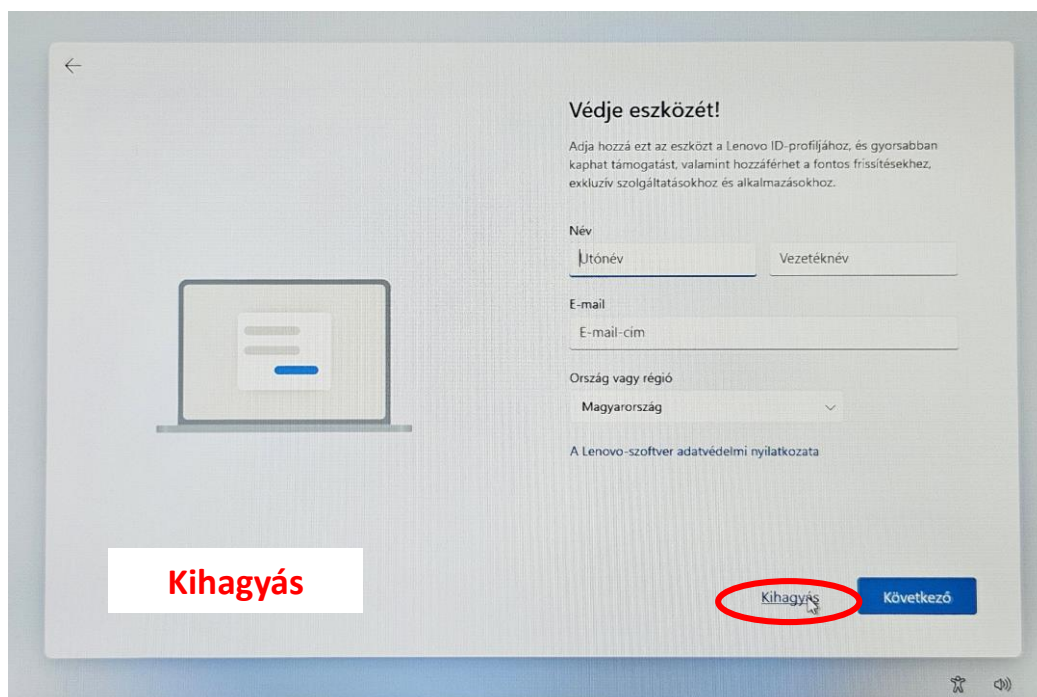 Védje eszközét!
Adja hozzá ezt az eszközt a Lenovo ID-profiljához, és gyorsabban
kaphat támogatást, valamint hozzáférhet a fontos frissítésekhez,
exkluzív szolgáltatásokhoz és alkalmazásokhoz.
Név
Utónév Vezetéknév
E-mail
E-mail-cím
Ország vagy régió
Magyarország
A Lenovo-szoftver adatvédelmi nyilatkozata
Kihagyás
Kihagyás Következő